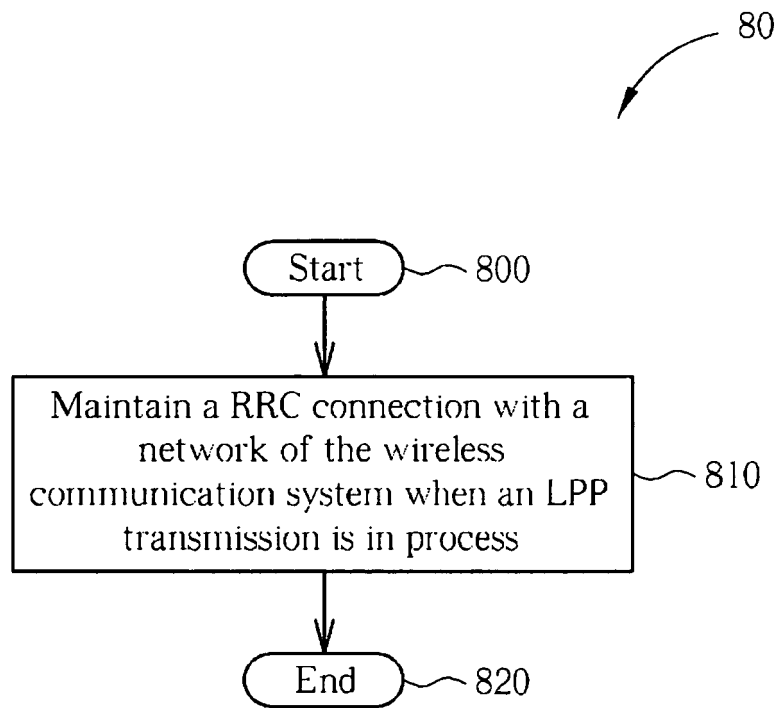 80
Start
800
Maintain a RRC connection with a
network of the wireless
communication system when an LPP
transmission is in process
810
End
820